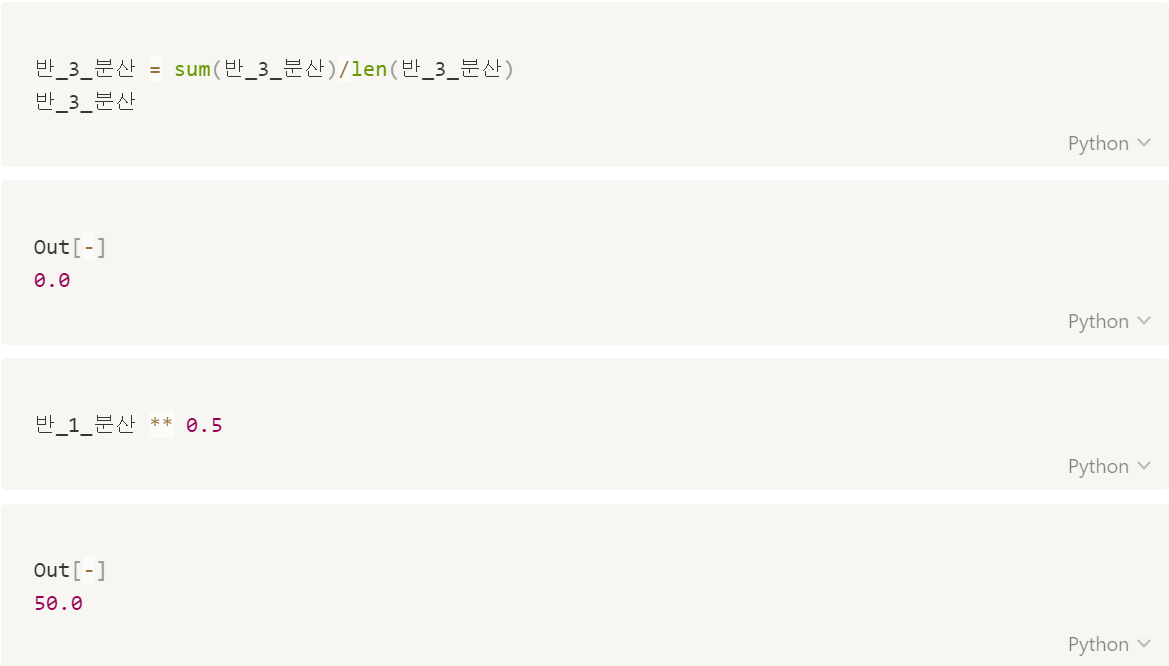 반_3_분산 = sum(반_3_분산)/len(반_3_분산)
반_3_분산
Python
Out[-]
0.0
Python
반_1_분산 ** 0.5
Python
Out[-]
50.0
Python